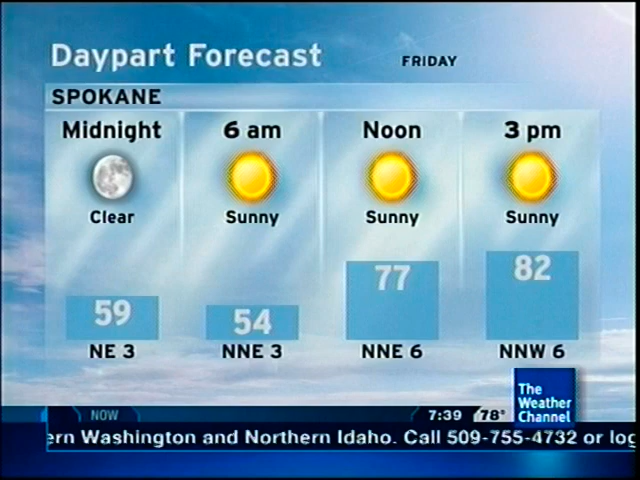 Daypart Forecast
FRIDAY
SPOKANE
Midnight
6 am
Noon
3 pm
Clear
Sunny
Sunny
Sunny
59
54
77
82
NE 3
NNE 3
NNE 6
NNW 6
The
Weather
Channel
NOW
7:39
78°
ern Washington and Northern Idaho. Call 509-755-4732 or log